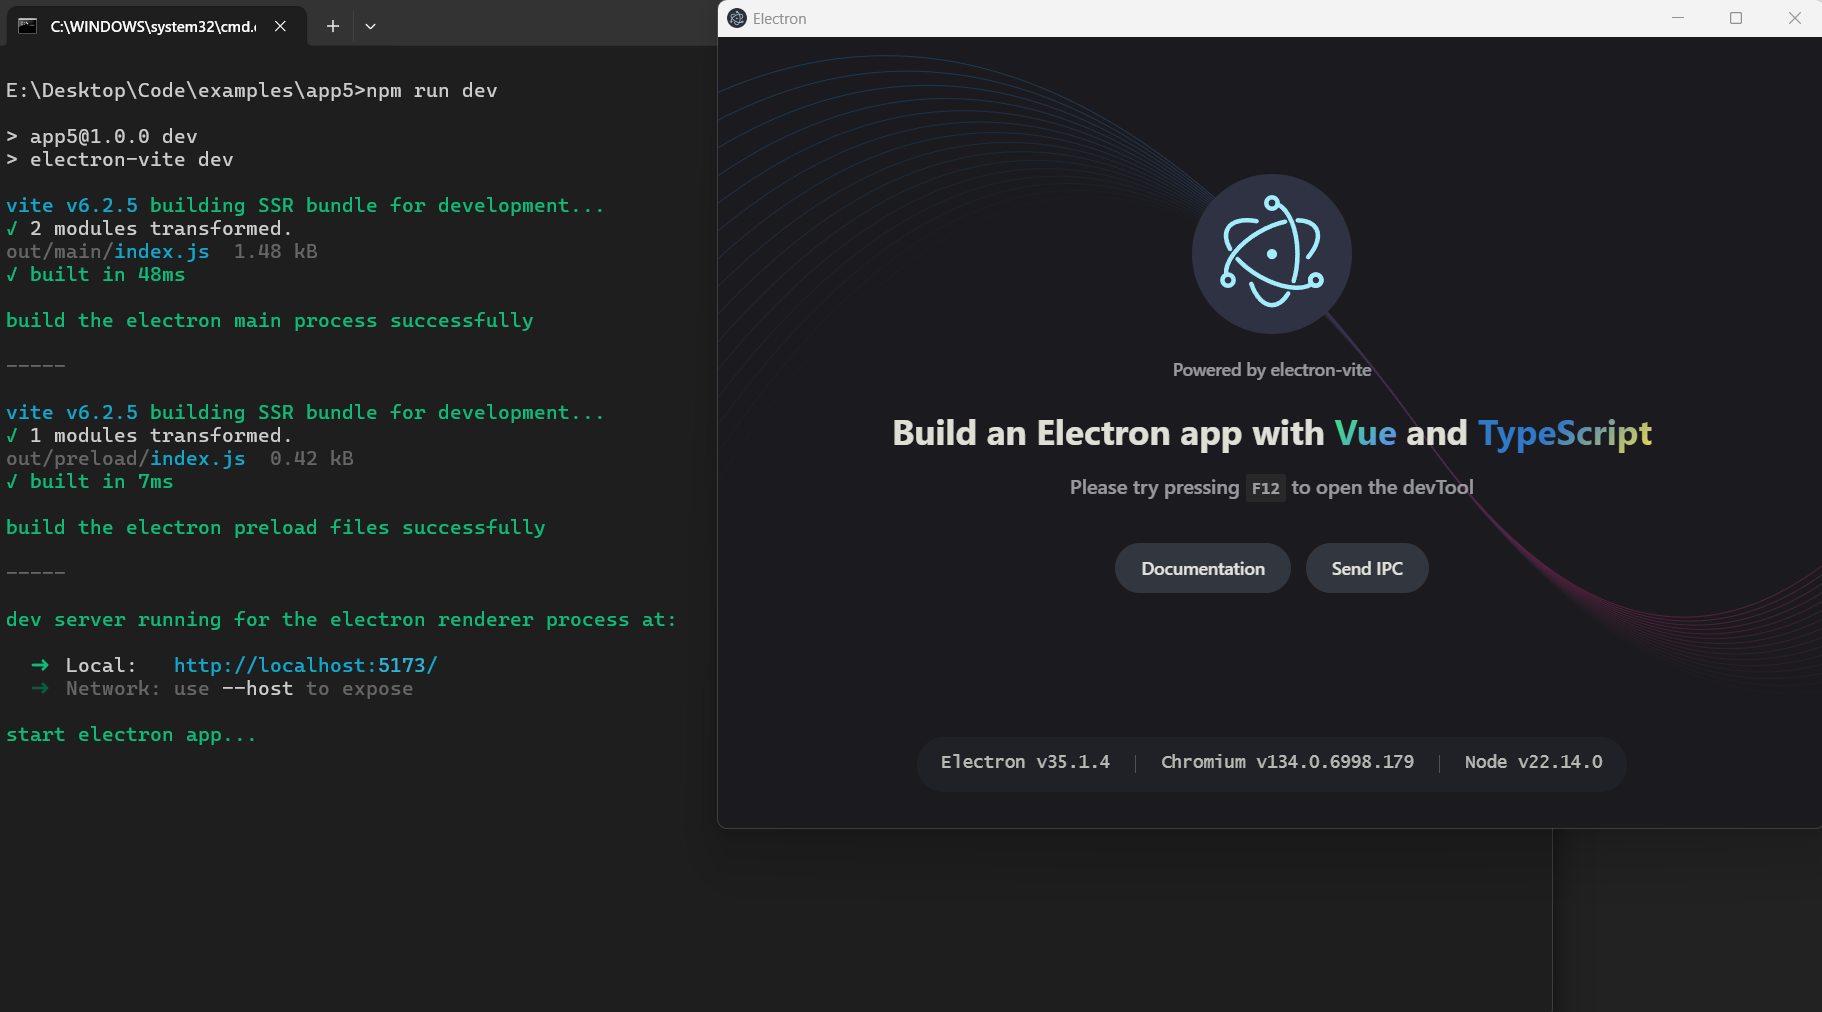 C:\WINDOWS\system32\cmd.
E:\Desktop\Code\examples\app5>npm run dev
> app5@1.0.0 dev
> electron-vite dev
vite v6.2.5 building SSR bundle for development...
✓ 2 modules transformed.
out/main/index.js  1.48 kB
✓ built in 48ms
build the electron main process successfully
-----
vite v6.2.5 building SSR bundle for development...
✓ 1 modules transformed.
out/preload/index.js  0.42 kB
✓ built in 7ms
build the electron preload files successfully
-----
dev server running for the electron renderer process at:
➜ Local:   http://localhost:5173/
➜ Network: use --host to expose
start electron app...
Electron
Powered by electron-vite
Build an Electron app with Vue and TypeScript
Please try pressing F12 to open the devTool
Documentation
Send IPC
Electron v35.1.4 | Chromium v134.0.6998.179 | Node v22.14.0